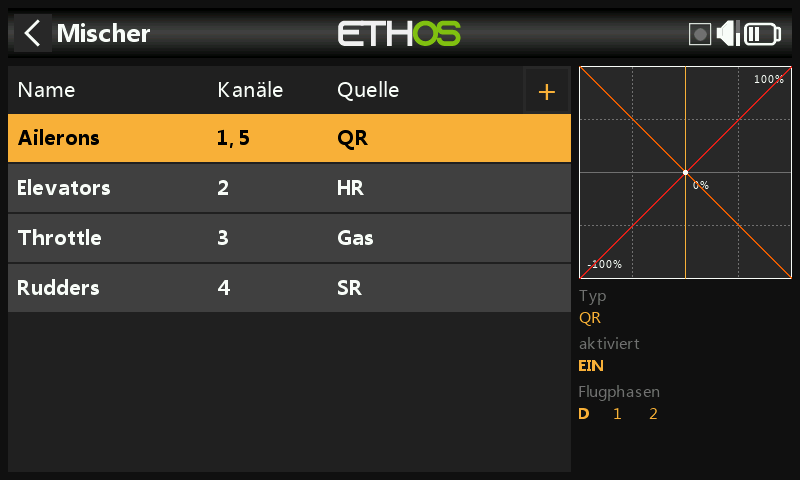 Mischer
ETHOS
Name Kanäle Quelle +
Ailerons 1, 5 QR
Elevators 2 HR
Throttle 3 Gas
Rudders 4 SR
100%
0%
-100%
Typ
QR
aktiviert
EIN
Flugphasen
D 1 2